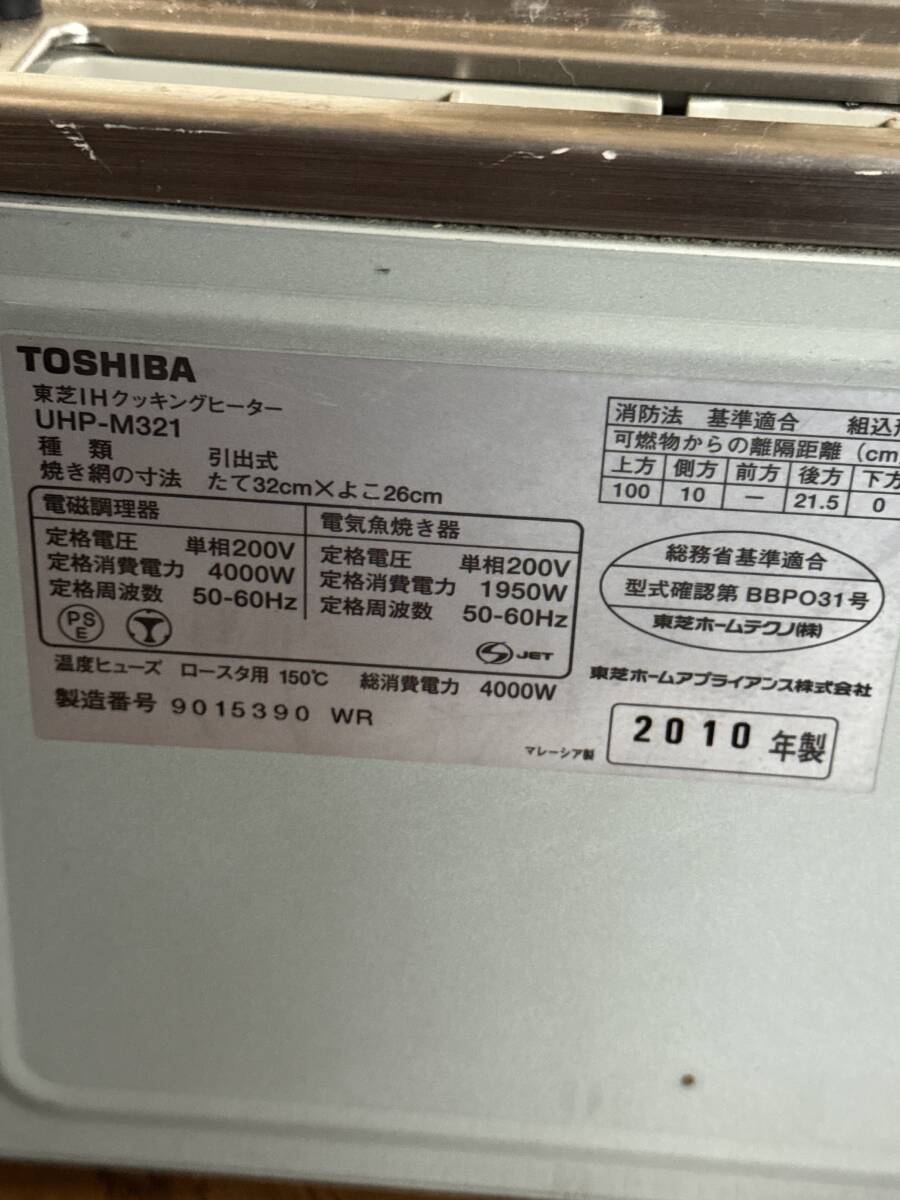 TOSHIBA
東芝IHクッキングヒーター
UHP-M321
種 類 引出式
焼き網の寸法 たて32cm×よこ26cm
電磁調理器
定格電圧 単相200V
定格消費電力 4000W
定格周波数 50-60Hz
PS
E
電気魚焼き器
定格電圧 単相200V
定格消費電力 1950W
定格周波数 50-60Hz
JET
温度ヒューズ ロースタ用 150℃ 総消費電力 4000W
製造番号 9015390 WR
マレーシア製
消防法 基準適合 組込形
可燃物からの離隔距離 (cm)
上方 側方 前方 後方 下方
100 10 — 21.5 0
総務省基準適合
型式確認第 BBPO31号
東芝ホームテクノ(株)
東芝ホームアプライアンス株式会社
2010 年製